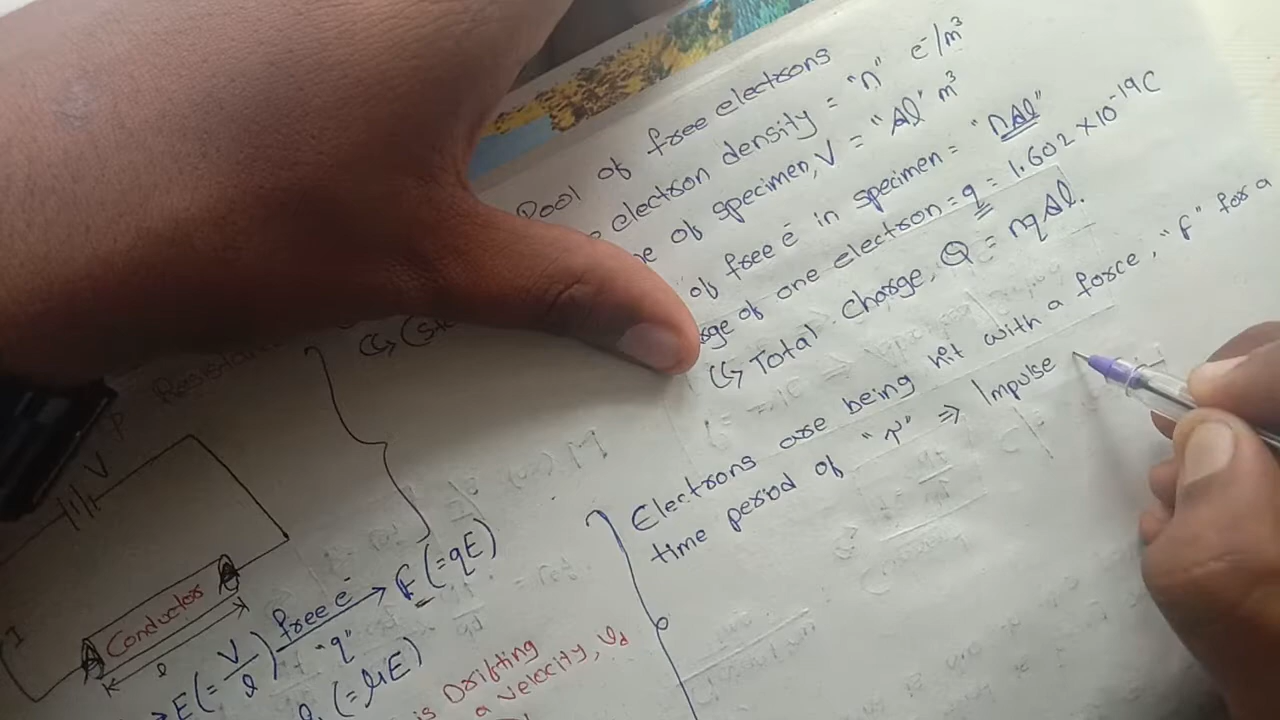 Pool of free electrons
electron density = "n" e⁻/m³
of specimen, V = "Al" m³
of free e⁻ in specimen = "nAl"
of one electron = q = 1.602 × 10⁻¹⁹ C
↳ Total charge, Q = nqAl.
Electrons are being hit with a force, "F" for a
time period of "τ" ⇒ Impulse
V
Conductor
l
I
E (= V/l) free e⁻ "q" → F (= qE)
(= μE)
is Drifting
a velocity, v_d